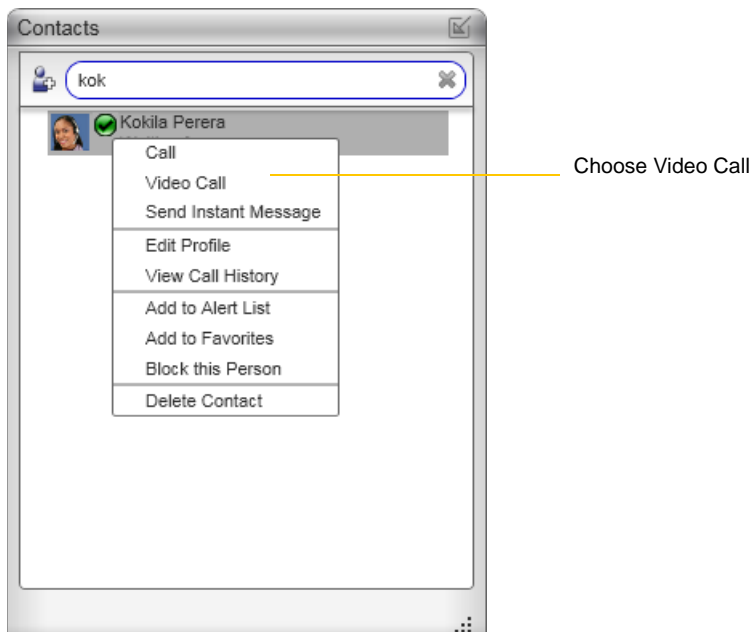 Contacts
kok
Kokila Perera
Call
Video Call
Choose Video Call
Send Instant Message
Edit Profile
View Call History
Add to Alert List
Add to Favorites
Block this Person
Delete Contact